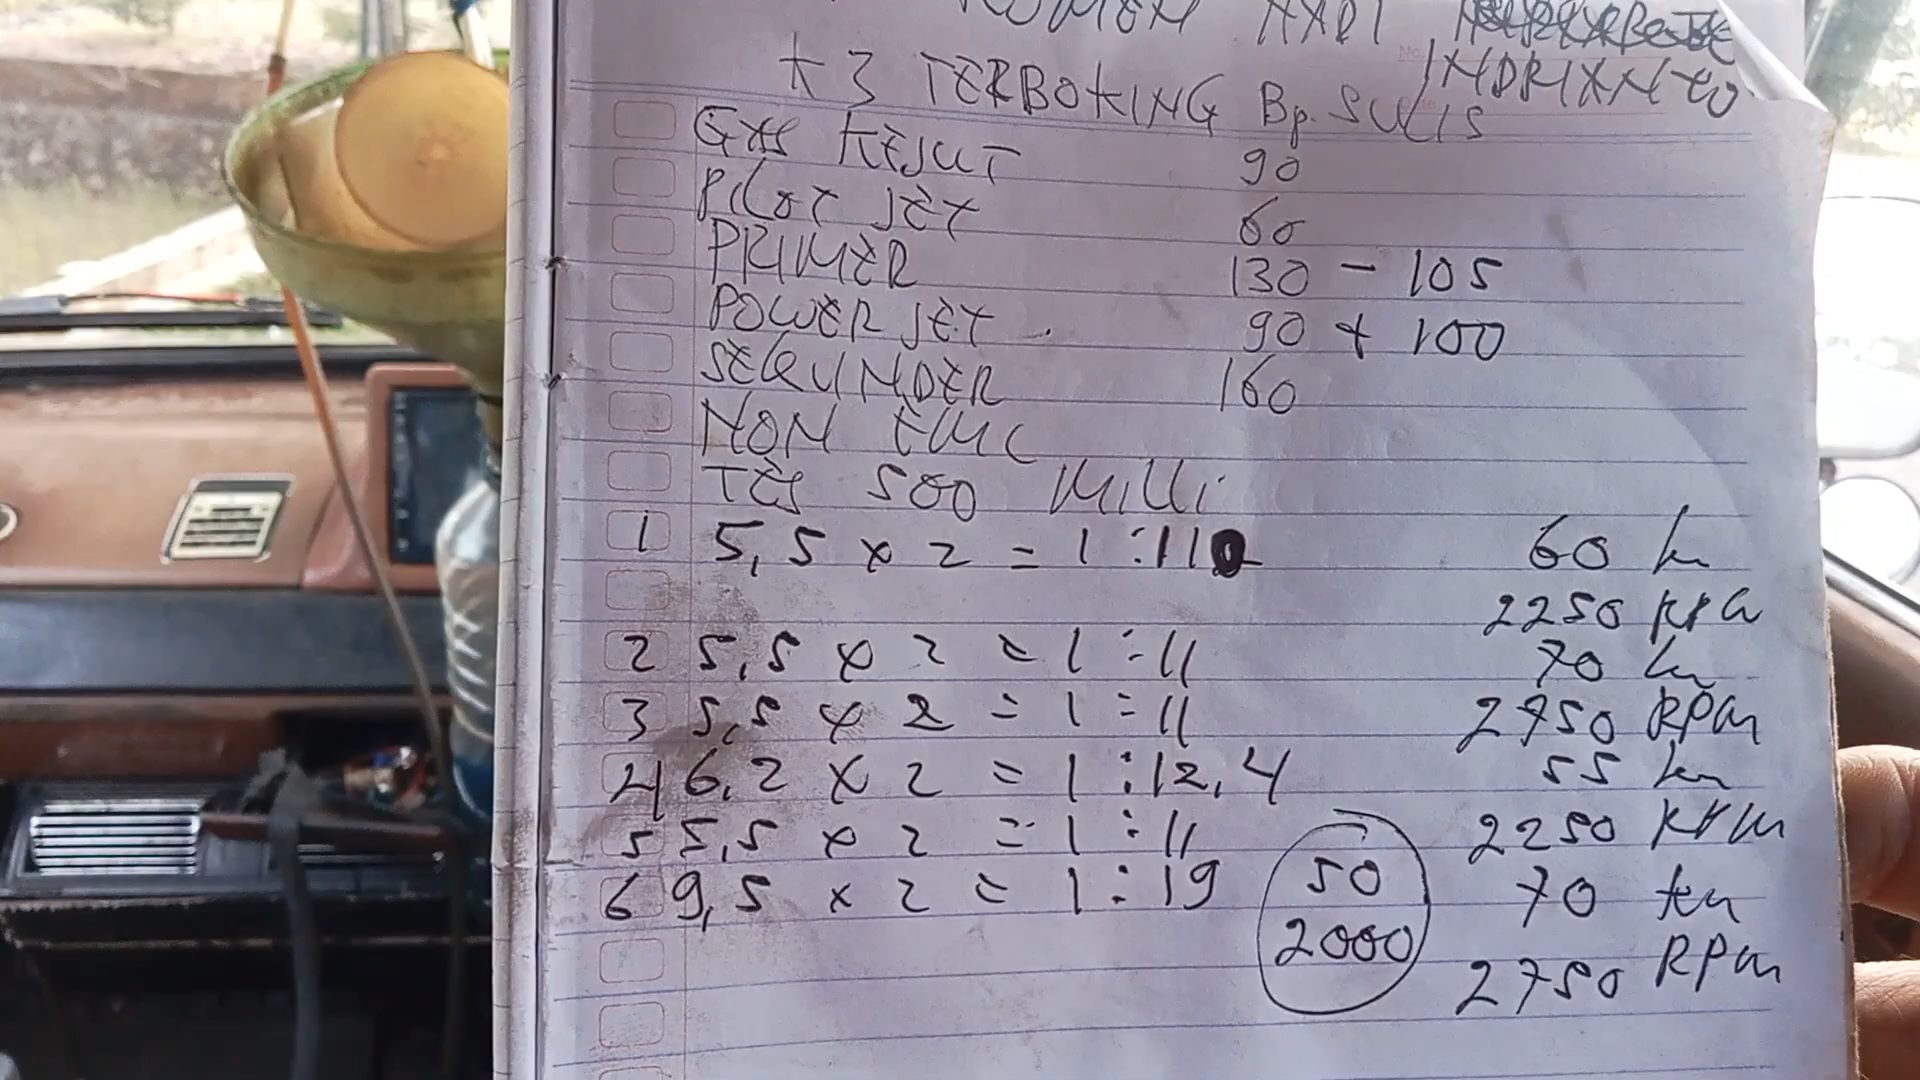 K3 TERBOKING Bp. SULIS INDRIANTO
GAS KEJUT 90
PILOT JET 60
PRIMER 130 - 105
POWER JET 90 + 100
SEQUNDER 160
NON
TES 500 Milli
1 5,5 x 2 = 1:11 60 km
2250 RPM
2 5,5 x 2 = 1:11 70 km
3 5,5 x 2 = 1:11 2750 RPM
4 6,2 x 2 = 1:12,4 55 km
5 5,5 x 2 = 1:11 2250 RPM
6 9,5 x 2 = 1:19 50 70 km
2000 2750 RPM